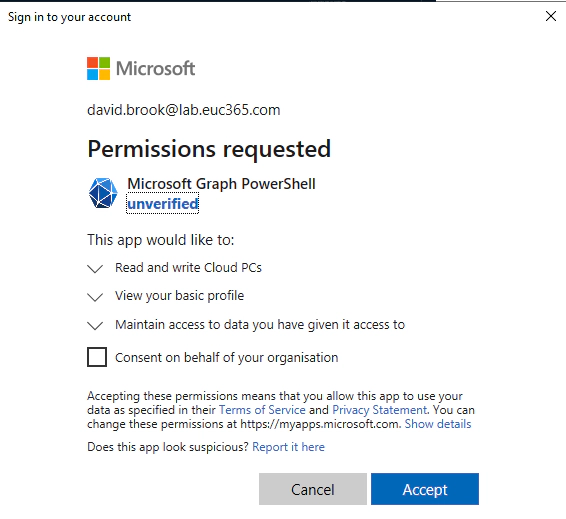 Sign in to your account
Microsoft
david.brook@lab.euc365.com
Permissions requested
Microsoft Graph PowerShell
unverified
This app would like to:
Read and write Cloud PCs
View your basic profile
Maintain access to data you have given it access to
Consent on behalf of your organisation
Accepting these permissions means that you allow this app to use your
data as specified in their Terms of Service and Privacy Statement. You can
change these permissions at https://myapps.microsoft.com. Show details
Does this app look suspicious? Report it here
Cancel
Accept